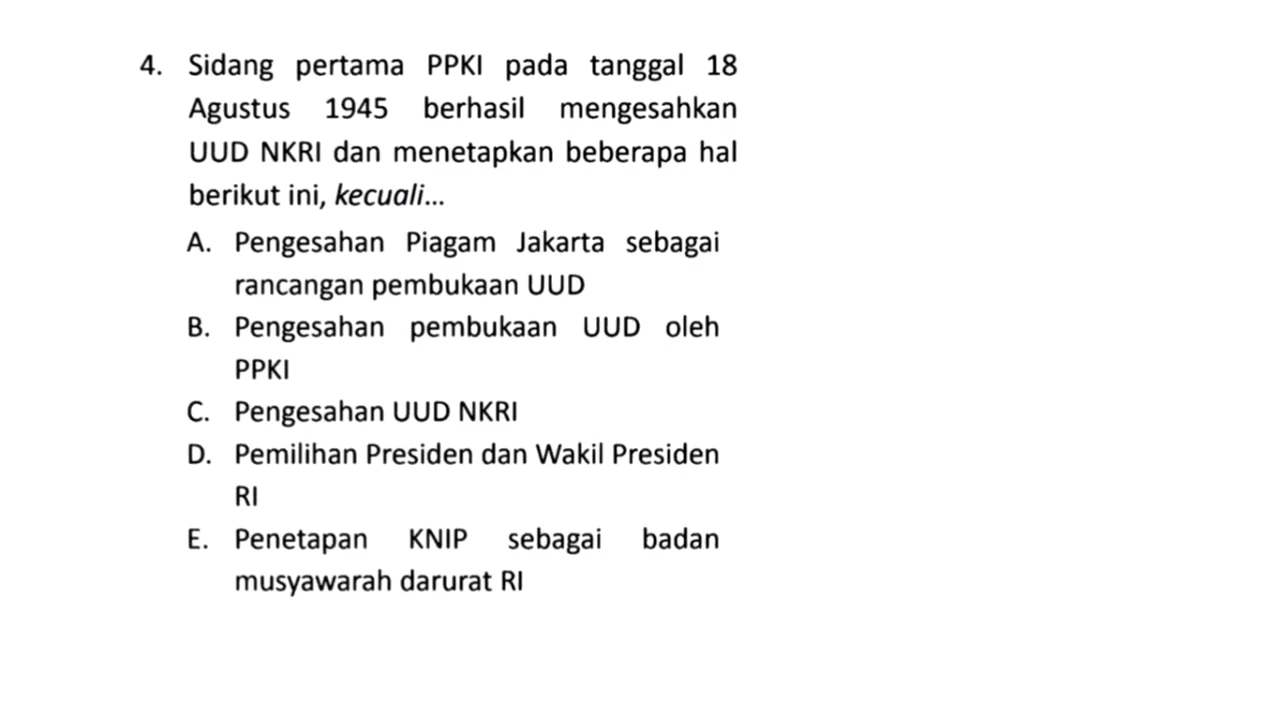 4. Sidang pertama PPKI pada tanggal 18
Agustus 1945 berhasil mengesahkan
UUD NKRI dan menetapkan beberapa hal
berikut ini, kecuali...
A. Pengesahan Piagam Jakarta sebagai
rancangan pembukaan UUD
B. Pengesahan pembukaan UUD oleh
PPKI
C. Pengesahan UUD NKRI
D. Pemilihan Presiden dan Wakil Presiden
RI
E. Penetapan KNIP sebagai badan
musyawarah darurat RI